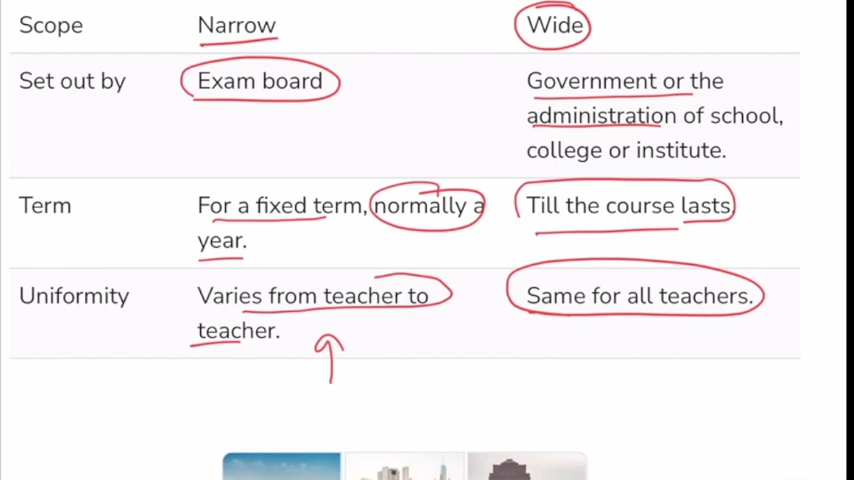 Scope Narrow Wide
Set out by Exam board Government or the
administration of school,
college or institute.
Term For a fixed term, normally a Till the course lasts
year.
Uniformity Varies from teacher to Same for all teachers.
teacher.